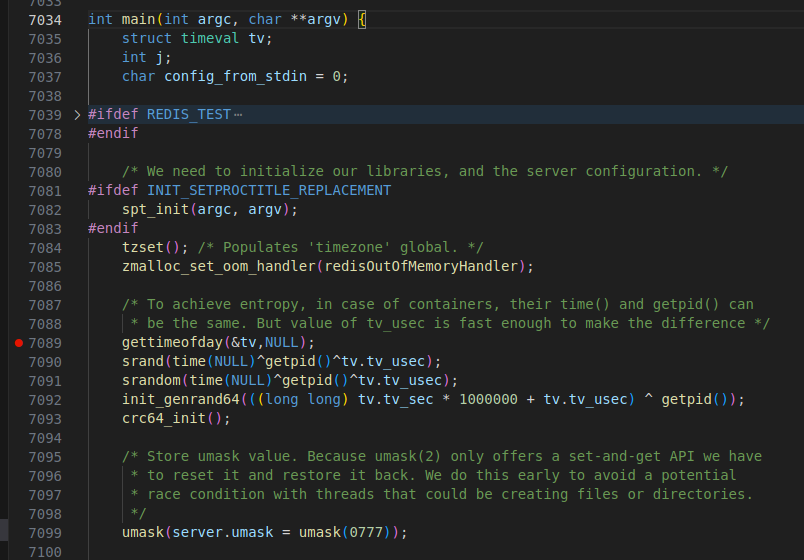 7033
7034 int main(int argc, char **argv) {
7035     struct timeval tv;
7036     int j;
7037     char config_from_stdin = 0;
7038
7039 > #ifdef REDIS_TEST ⋯
7078 #endif
7079
7080     /* We need to initialize our libraries, and the server configuration. */
7081 #ifdef INIT_SETPROCTITLE_REPLACEMENT
7082     spt_init(argc, argv);
7083 #endif
7084     tzset(); /* Populates 'timezone' global. */
7085     zmalloc_set_oom_handler(redisOutOfMemoryHandler);
7086
7087     /* To achieve entropy, in case of containers, their time() and getpid() can
7088      * be the same. But value of tv_usec is fast enough to make the difference */
7089     gettimeofday(&tv,NULL);
7090     srand(time(NULL)^getpid()^tv.tv_usec);
7091     srandom(time(NULL)^getpid()^tv.tv_usec);
7092     init_genrand64(((long long) tv.tv_sec * 1000000 + tv.tv_usec) ^ getpid());
7093     crc64_init();
7094
7095     /* Store umask value. Because umask(2) only offers a set-and-get API we have
7096      * to reset it and restore it back. We do this early to avoid a potential
7097      * race condition with threads that could be creating files or directories.
7098      */
7099     umask(server.umask = umask(0777));
7100